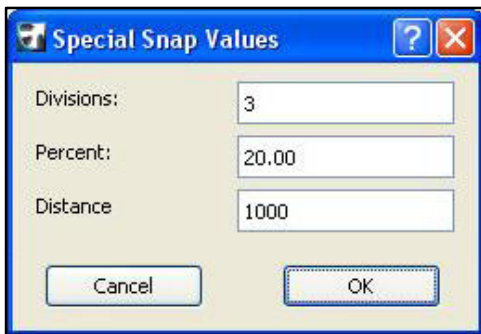 Special Snap Values
Divisions: 3
Percent: 20.00
Distance 1000
Cancel OK